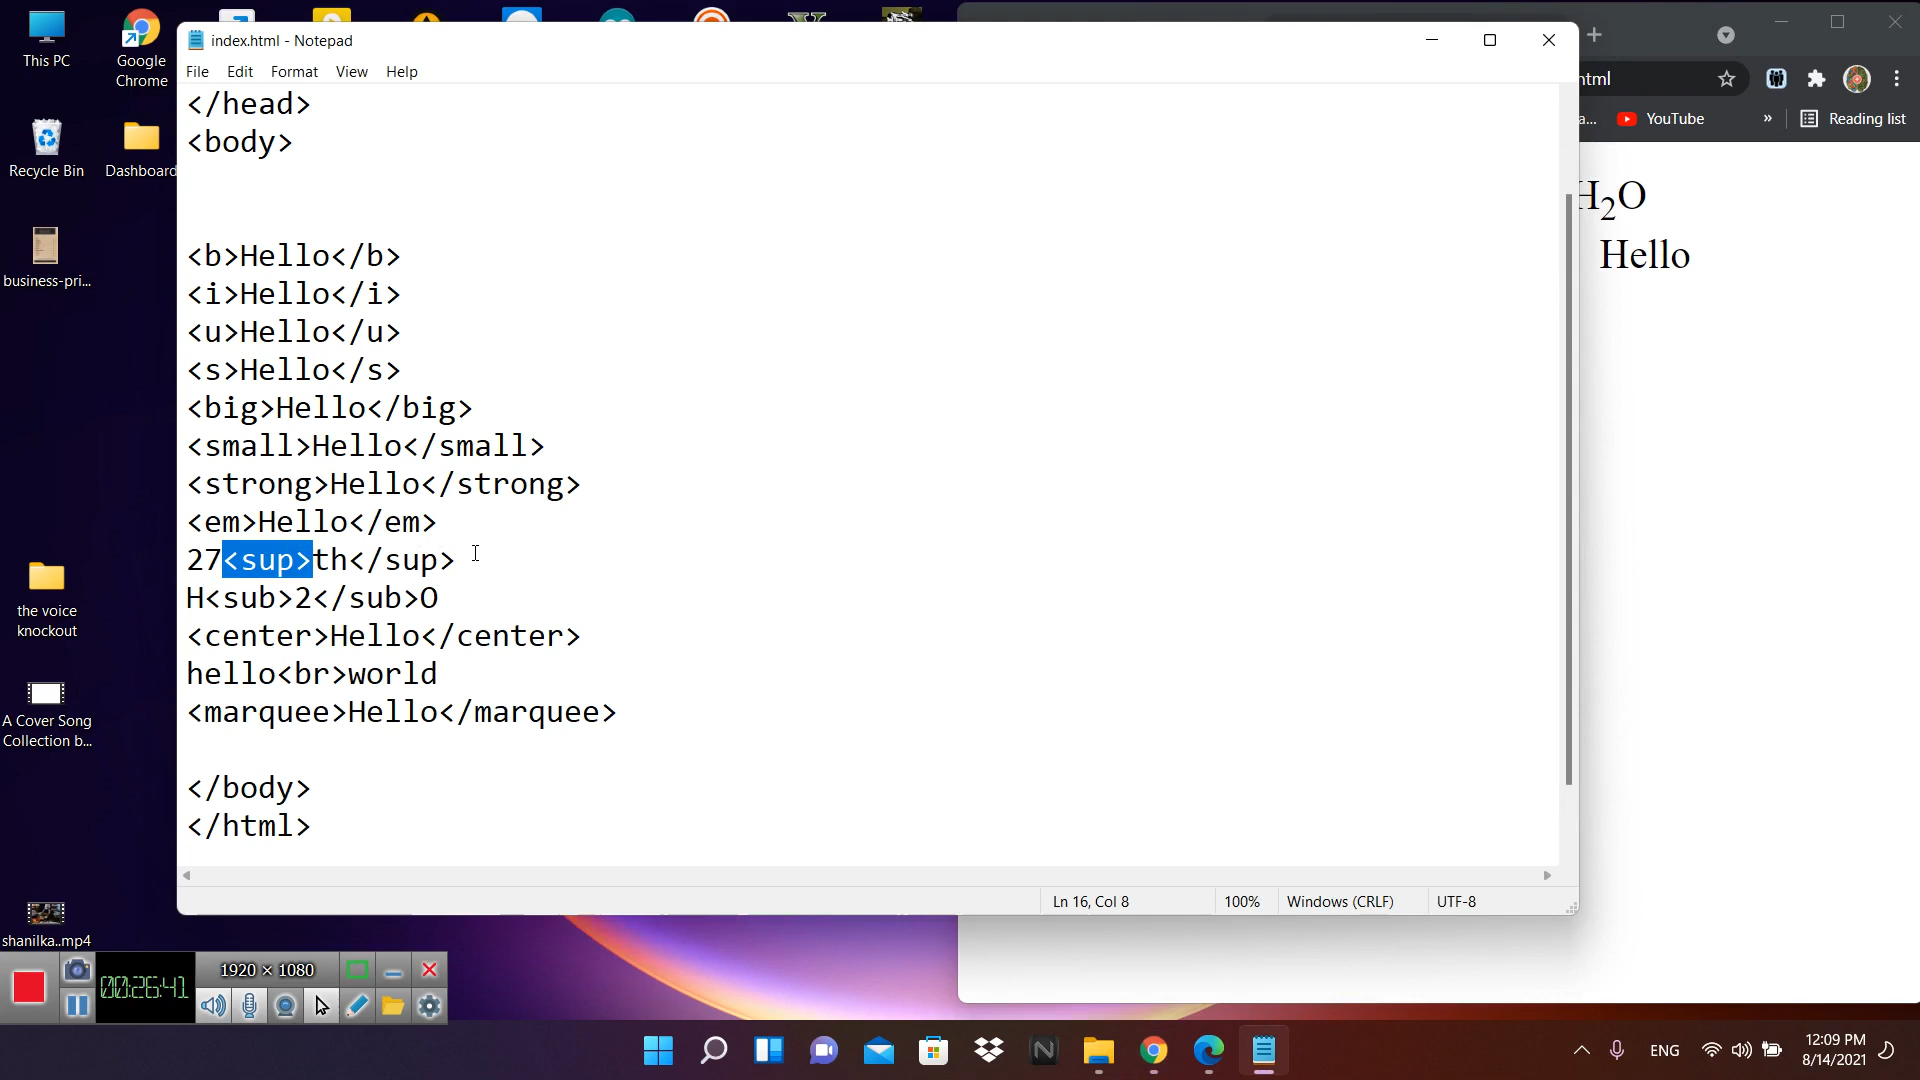 This PC
Google
Chrome
Recycle Bin
Dashboard
business-pri...
the voice
knockout
A Cover Song
Collection b...
shanilka..mp4
index.html - Notepad
File Edit Format View Help
</head>
<body>
<b>Hello</b>
<i>Hello</i>
<u>Hello</u>
<s>Hello</s>
<big>Hello</big>
<small>Hello</small>
<strong>Hello</strong>
<em>Hello</em>
27<sup>th</sup>
H<sub>2</sub>O
<center>Hello</center>
hello<br>world
<marquee>Hello</marquee>
</body>
</html>
Ln 16, Col 8 100% Windows (CRLF) UTF-8
html
a... YouTube » Reading list
H₂O
Hello
00:26:41
1920 × 1080
ENG
12:09 PM
8/14/2021